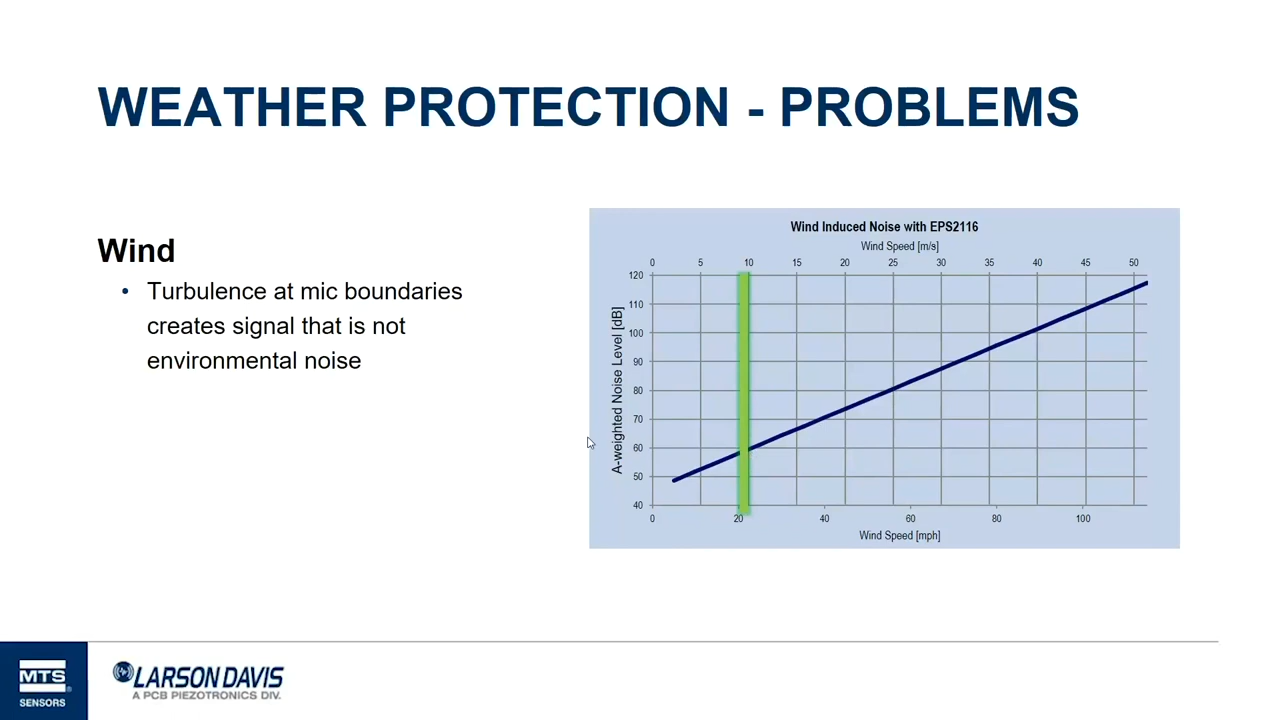 WEATHER PROTECTION - PROBLEMS
Wind
• Turbulence at mic boundaries
creates signal that is not
environmental noise
Wind Induced Noise with EPS2116
Wind Speed [m/s]
0 5 10 15 20 25 30 35 40 45 50
A-weighted Noise Level [dB]
120
110
100
90
80
70
60
50
40
0 20 40 60 80 100
Wind Speed [mph]
MTS
®
SENSORS
LARSON DAVIS
A PCB PIEZOTRONICS DIV.